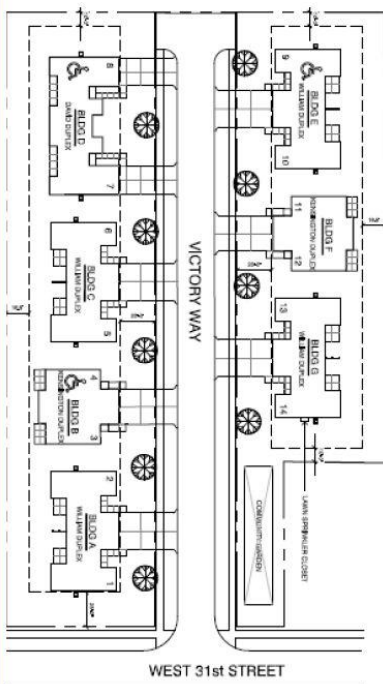 8
BLDG D
DAVID DUPLEX
7
6
BLDG C
WILLIAM DUPLEX
5
4
BLDG B
KENSINGTON DUPLEX
3
2
BLDG A
WILLIAM DUPLEX
1
VICTORY WAY
9
BLDG E
WILLIAM DUPLEX
10
11
BLDG F
KENSINGTON DUPLEX
12
13
BLDG G
WILLIAM DUPLEX
14
LAWN SPRINKLER CLOSET
COMMUNITY GARDEN
WEST 31st STREET